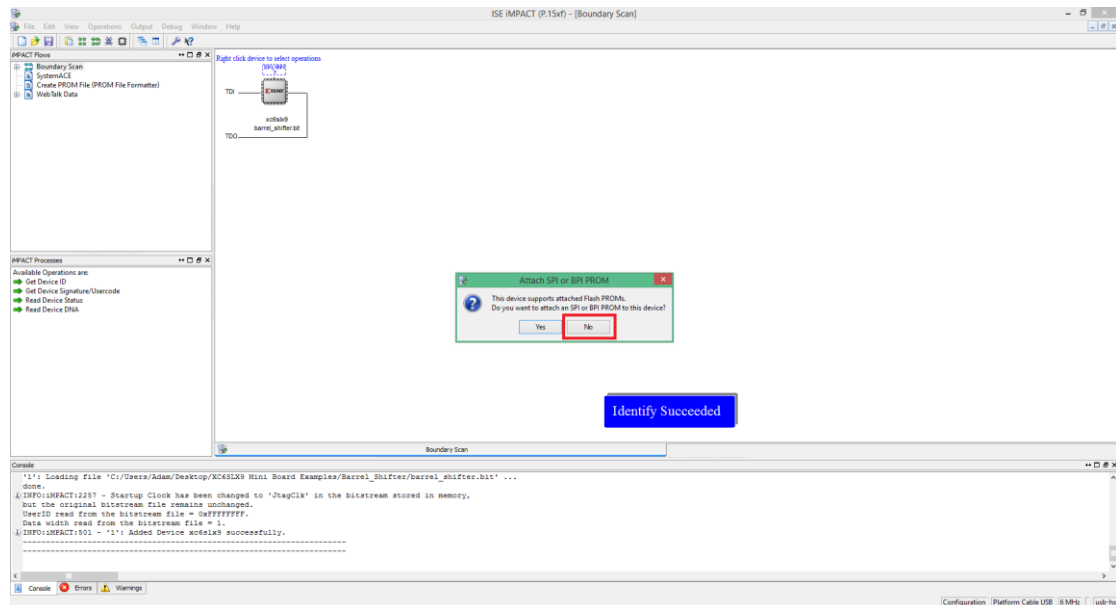 ISE iMPACT (P.15xf) - [Boundary Scan]
File Edit View Operations Output Debug Window Help
iMPACT Flows
Boundary Scan
SystemACE
Create PROM File (PROM File Formatter)
WebTalk Data
Right click device to select operations
TDI
XILINX
xc6slx9
barrel_shifter.bit
TDO
iMPACT Processes
Available Operations are:
Get Device ID
Get Device Signature/Usercode
Read Device Status
Read Device DNA
Attach SPI or BPI PROM
This device supports attached Flash PROMs.
Do you want to attach an SPI or BPI PROM to this device?
Yes No
Identify Succeeded
Boundary Scan
Console
'1': Loading file 'C:/Users/Adam/Desktop/XC6SLX9 Mini Board Examples/Barrel_Shifter/barrel_shifter.bit' ...
done.
INFO:iMPACT:2257 - Startup Clock has been changed to 'JtagClk' in the bitstream stored in memory,
but the original bitstream file remains unchanged.
UserID read from the bitstream file = 0xFFFFFFFF.
Data width read from the bitstream file = 1.
INFO:iMPACT:501 - '1': Added Device xc6slx9 successfully.
----------------------------------------------------------------------
----------------------------------------------------------------------
Console Errors Warnings
Configuration Platform Cable USB 6 MHz usb-hs